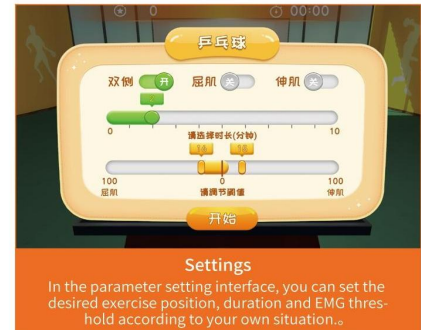 0 00:00
乒乓球
双侧 开 屈肌 关 伸肌 关
0 10
请选择时长(分钟)
100 0 100
屈肌 请调节阈值 伸肌
开始
Settings
In the parameter setting interface, you can set the
desired exercise position, duration and EMG thres-
hold according to your own situation.。